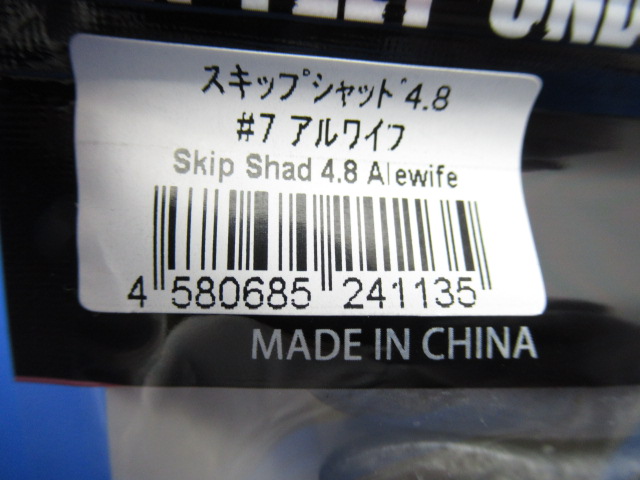 スキップシャッド4.8
#7 アルワイフ
Skip Shad 4.8 Alewife
4 580685 241135
MADE IN CHINA